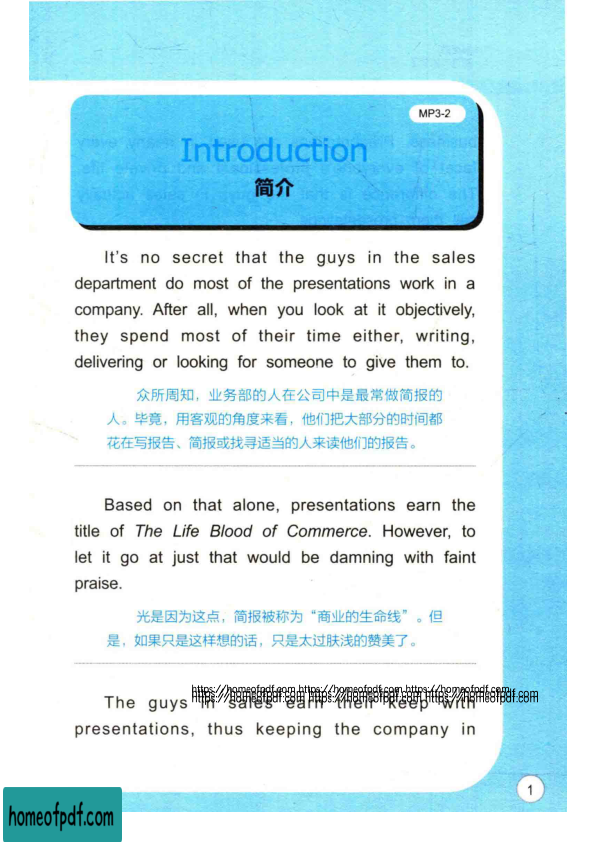 MP3-2
Introduction
简介
It's no secret that the guys in the sales
department do most of the presentations work in a
company. After all, when you look at it objectively,
they spend most of their time either, writing,
delivering or looking for someone to give them to.
众所周知，业务部的人在公司中是最常做简报的
人。毕竟，用客观的角度来看，他们把大部分的时间都
花在写报告、简报或找寻适当的人来读他们的报告。
Based on that alone, presentations earn the
title of The Life Blood of Commerce. However, to
let it go at just that would be damning with faint
praise.
光是因为这点，简报被称为“商业的生命线”。但
是，如果只是这样想的话，只是太过肤浅的赞美了。
https://homeofpdf.com https://homeofpdf.com https://homeofpdf.com
https://homeofpdf.com https://homeofpdf.com https://homeofpdf.com
The guys in sales earn their keep with
presentations, thus keeping the company in
1
homeofpdf.com